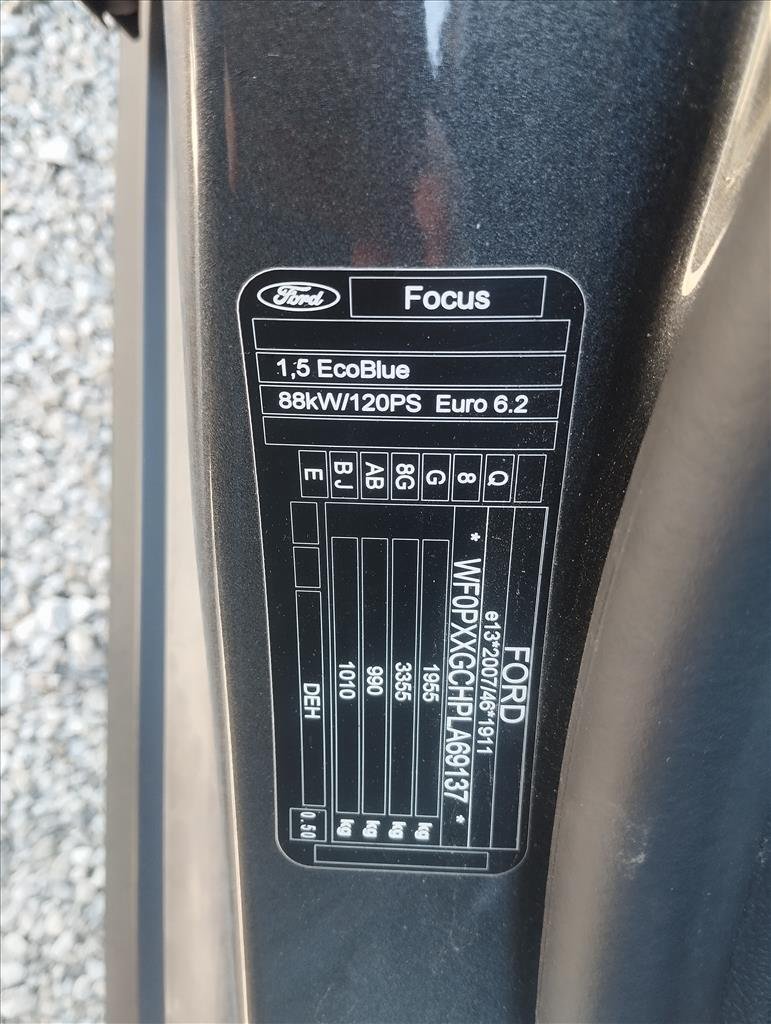 Ford
Focus
1,5 EcoBlue
88kW/120PS Euro 6.2
E BJ AB 8G G 8 Q
FORD
e13*2007/46*1911
* WF0PXXGCHPLA69137 *
1955 kg
3355 kg
990 kg
1010 kg
DEH 0.50